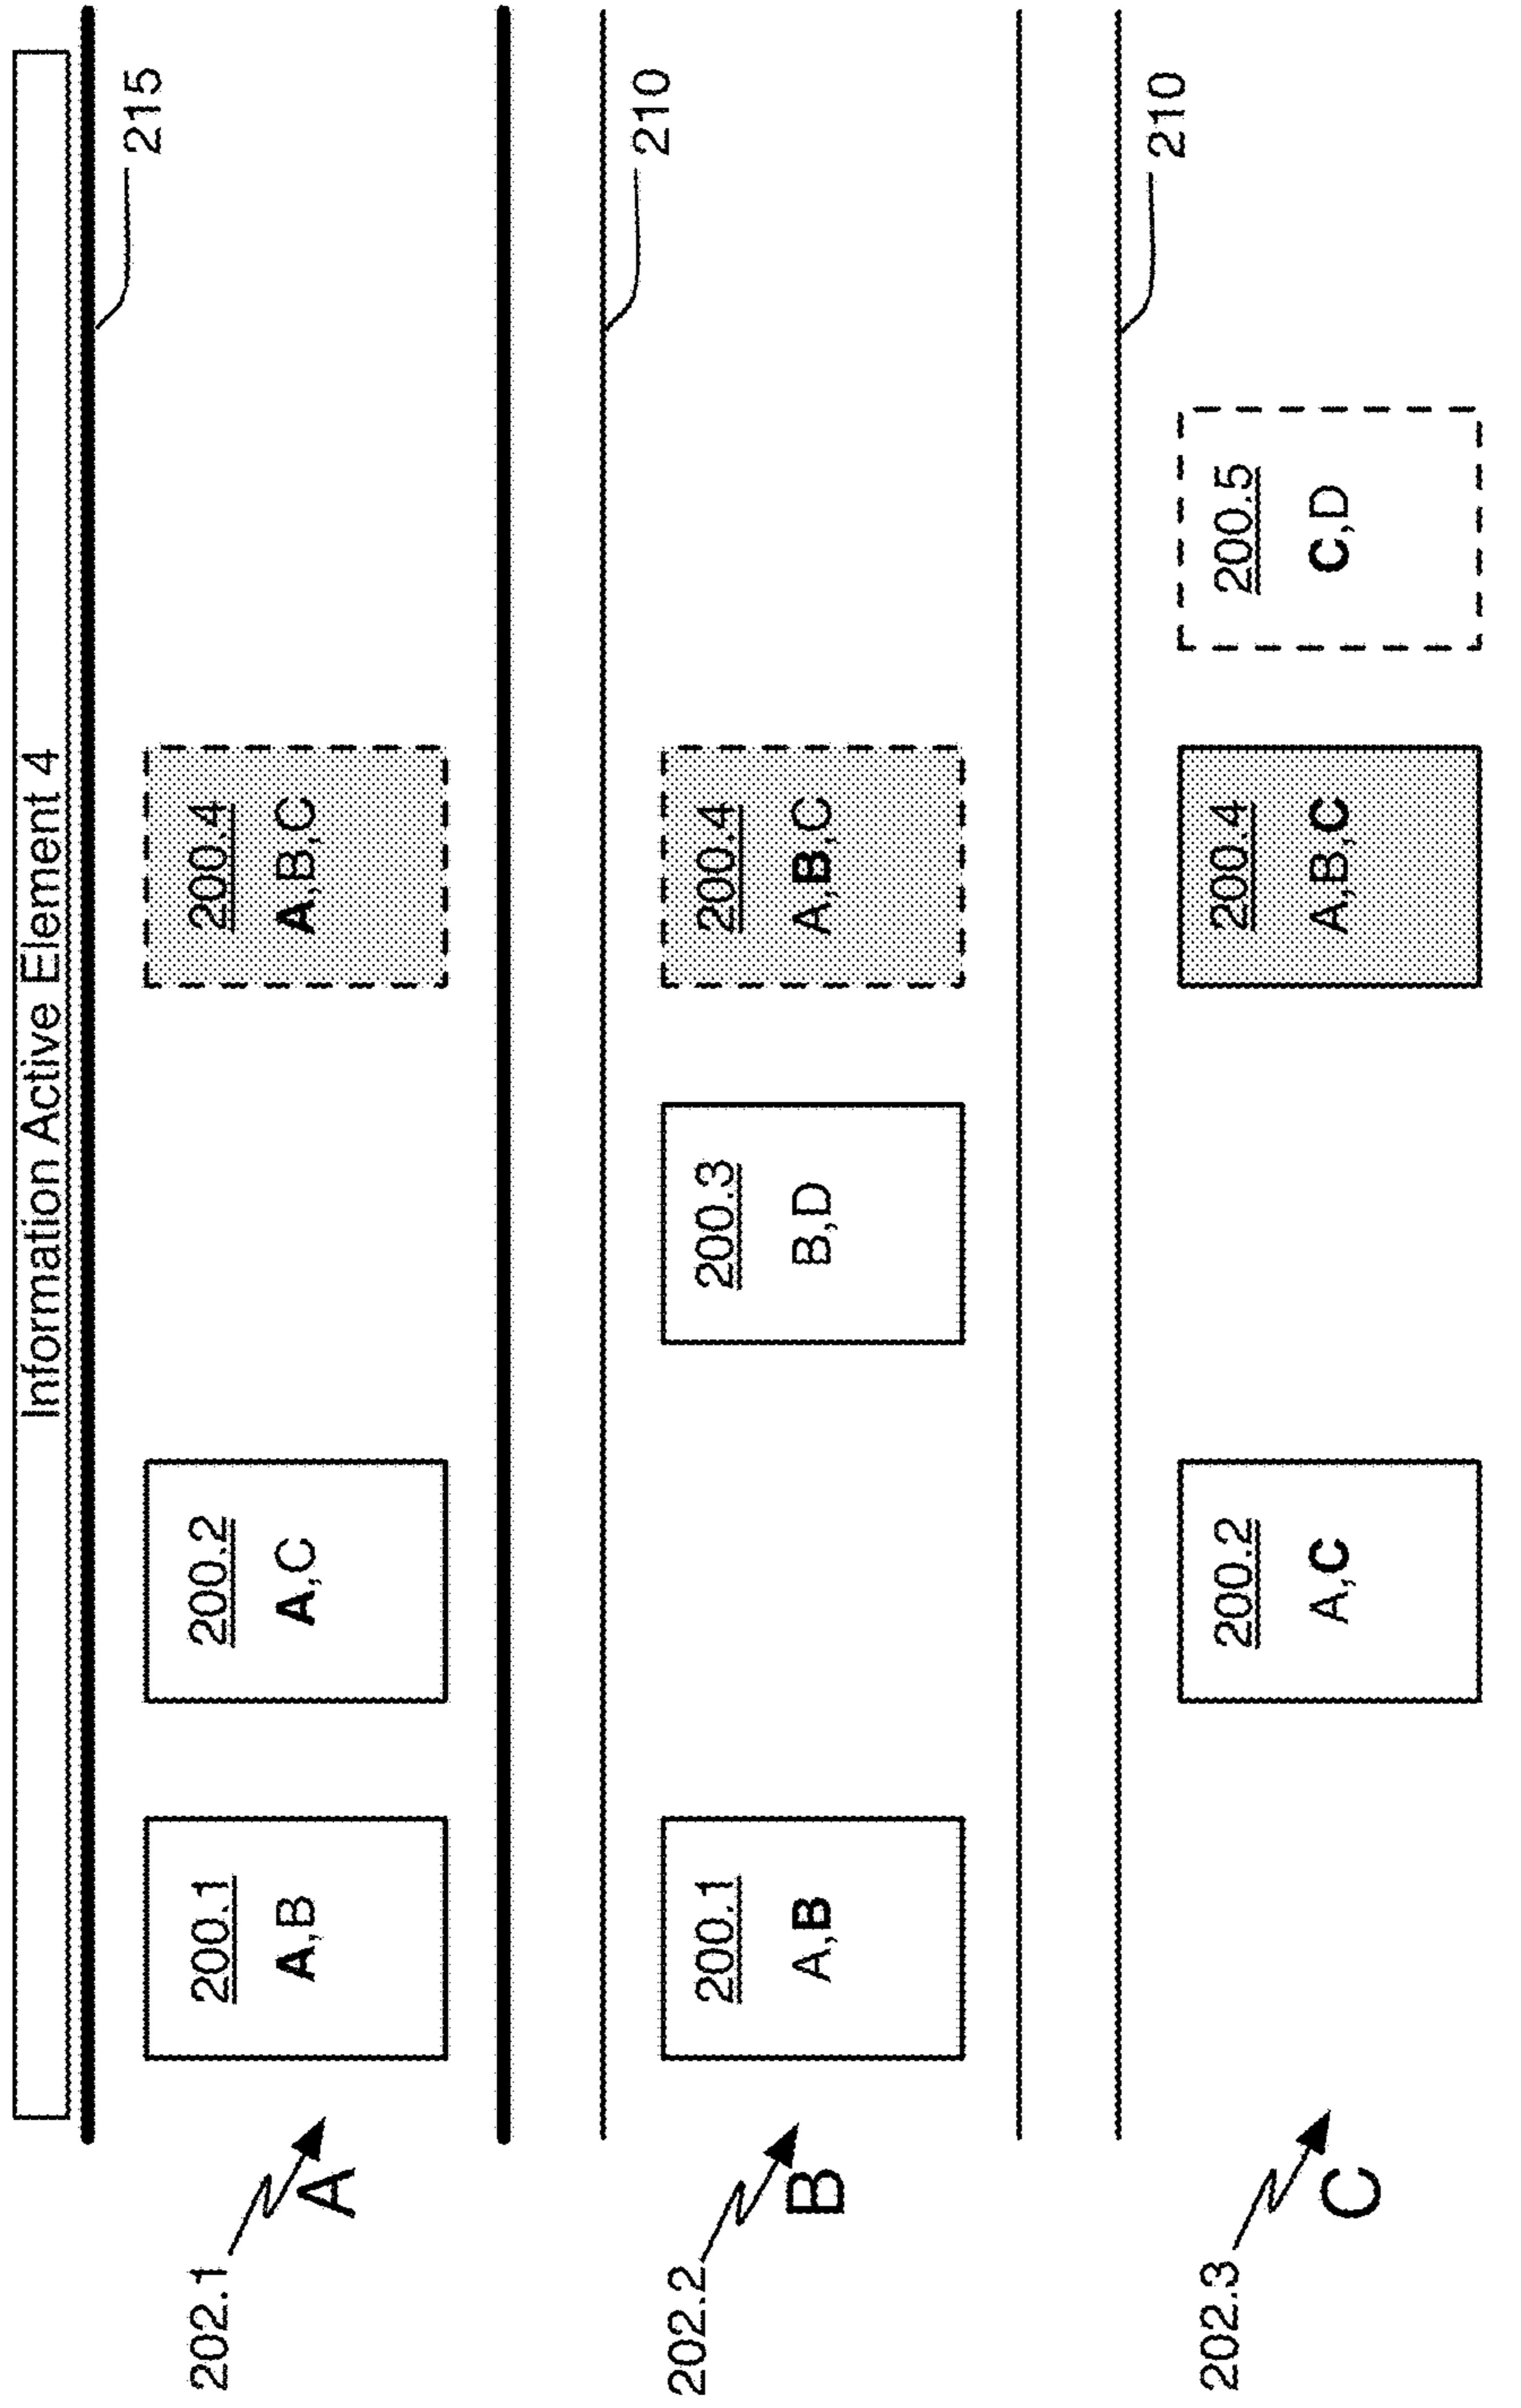 Information Active Element 4
215
202.1
A
200.1
A,B
200.2
A,C
200.4
A,B,C
210
202.2
B
200.1
A,B
200.3
B,D
200.4
A,B,C
210
202.3
C
200.2
A,C
200.4
A,B,C
200.5
C,D